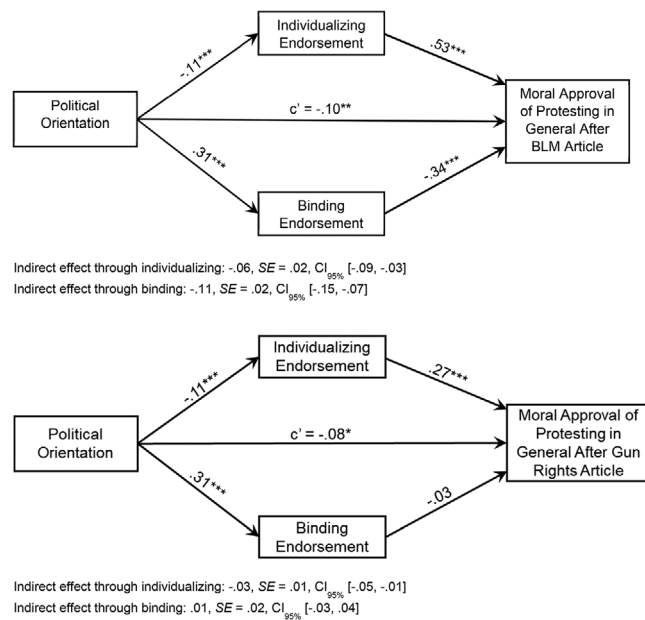 Individualizing
Endorsement
-.11***
.53***
Political
Orientation
c' = -.10**
Moral Approval
of Protesting in
General After
BLM Article
.31***
-.34***
Binding
Endorsement
Indirect effect through individualizing: -.06, SE = .02, CI95% [-.09, -.03]
Indirect effect through binding: -.11, SE = .02, CI95% [-.15, -.07]
Individualizing
Endorsement
-.11***
.27***
Political
Orientation
c' = -.08*
Moral Approval of
Protesting in
General After Gun
Rights Article
.31***
-.03
Binding
Endorsement
Indirect effect through individualizing: -.03, SE = .01, CI95% [-.05, -.01]
Indirect effect through binding: .01, SE = .02, CI95% [-.03, .04]